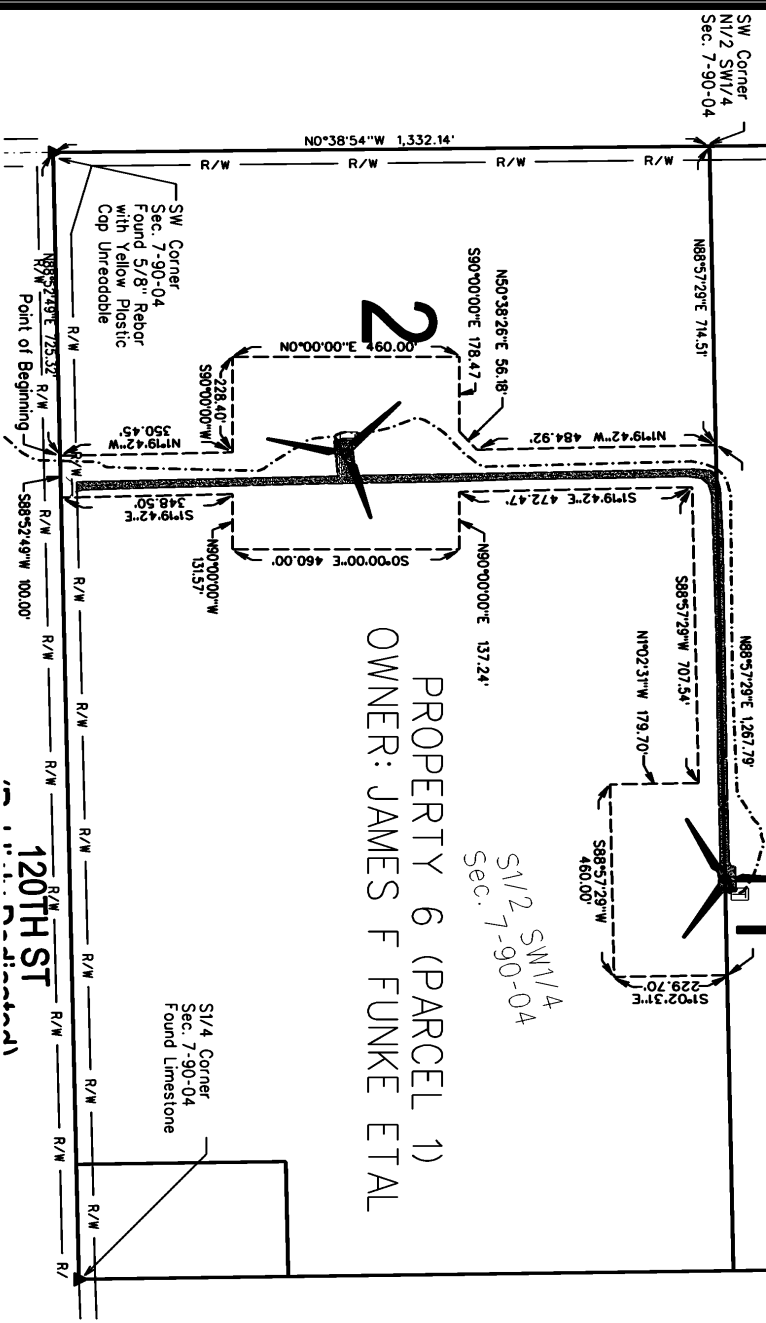 SW Corner
N1/2 SW1/4
Sec. 7-90-04
N0°38'54"W 1,332.14'
R/W
R/W
R/W
R/W
N88°57'29"E 714.51'
SW Corner
Sec. 7-90-04
Found 5/8" Rebar
with Yellow Plastic
Cap Unreadable
N88°52'49"E 725.32'
R/W
R/W
Point of Beginning
R/W
R/W
N1°19'42"W
350.45'
S90°00'00"W
228.40'
2
N0°00'00"E 460.00'
S90°00'00"E 178.47'
N50°38'26"E 56.18'
N1°19'42"W 484.92'
N88°57'29"E 1,267.79'
S88°57'29"W 707.54'
N1°02'31"W 179.70'
S88°57'29"W
460.00'
S1°02'31"E
229.70'
S1°19'42"E 472.47'
N90°00'00"E 137.24'
S0°00'00"E 460.00'
N90°00'00"W
131.57'
S1°19'42"E
348.50'
S88°52'49"W 100.00'
PROPERTY 6 (PARCEL 1)
OWNER: JAMES F FUNKE ETAL
S1/2 SW1/4
Sec. 7-90-04
R/W
R/W
R/W
R/W
R/W
R/W
R/W
R/W
R/W
R/W
R/W
R/W
R/W
R/
120TH ST
S1/4 Corner
Sec. 7-90-04
Found Limestone